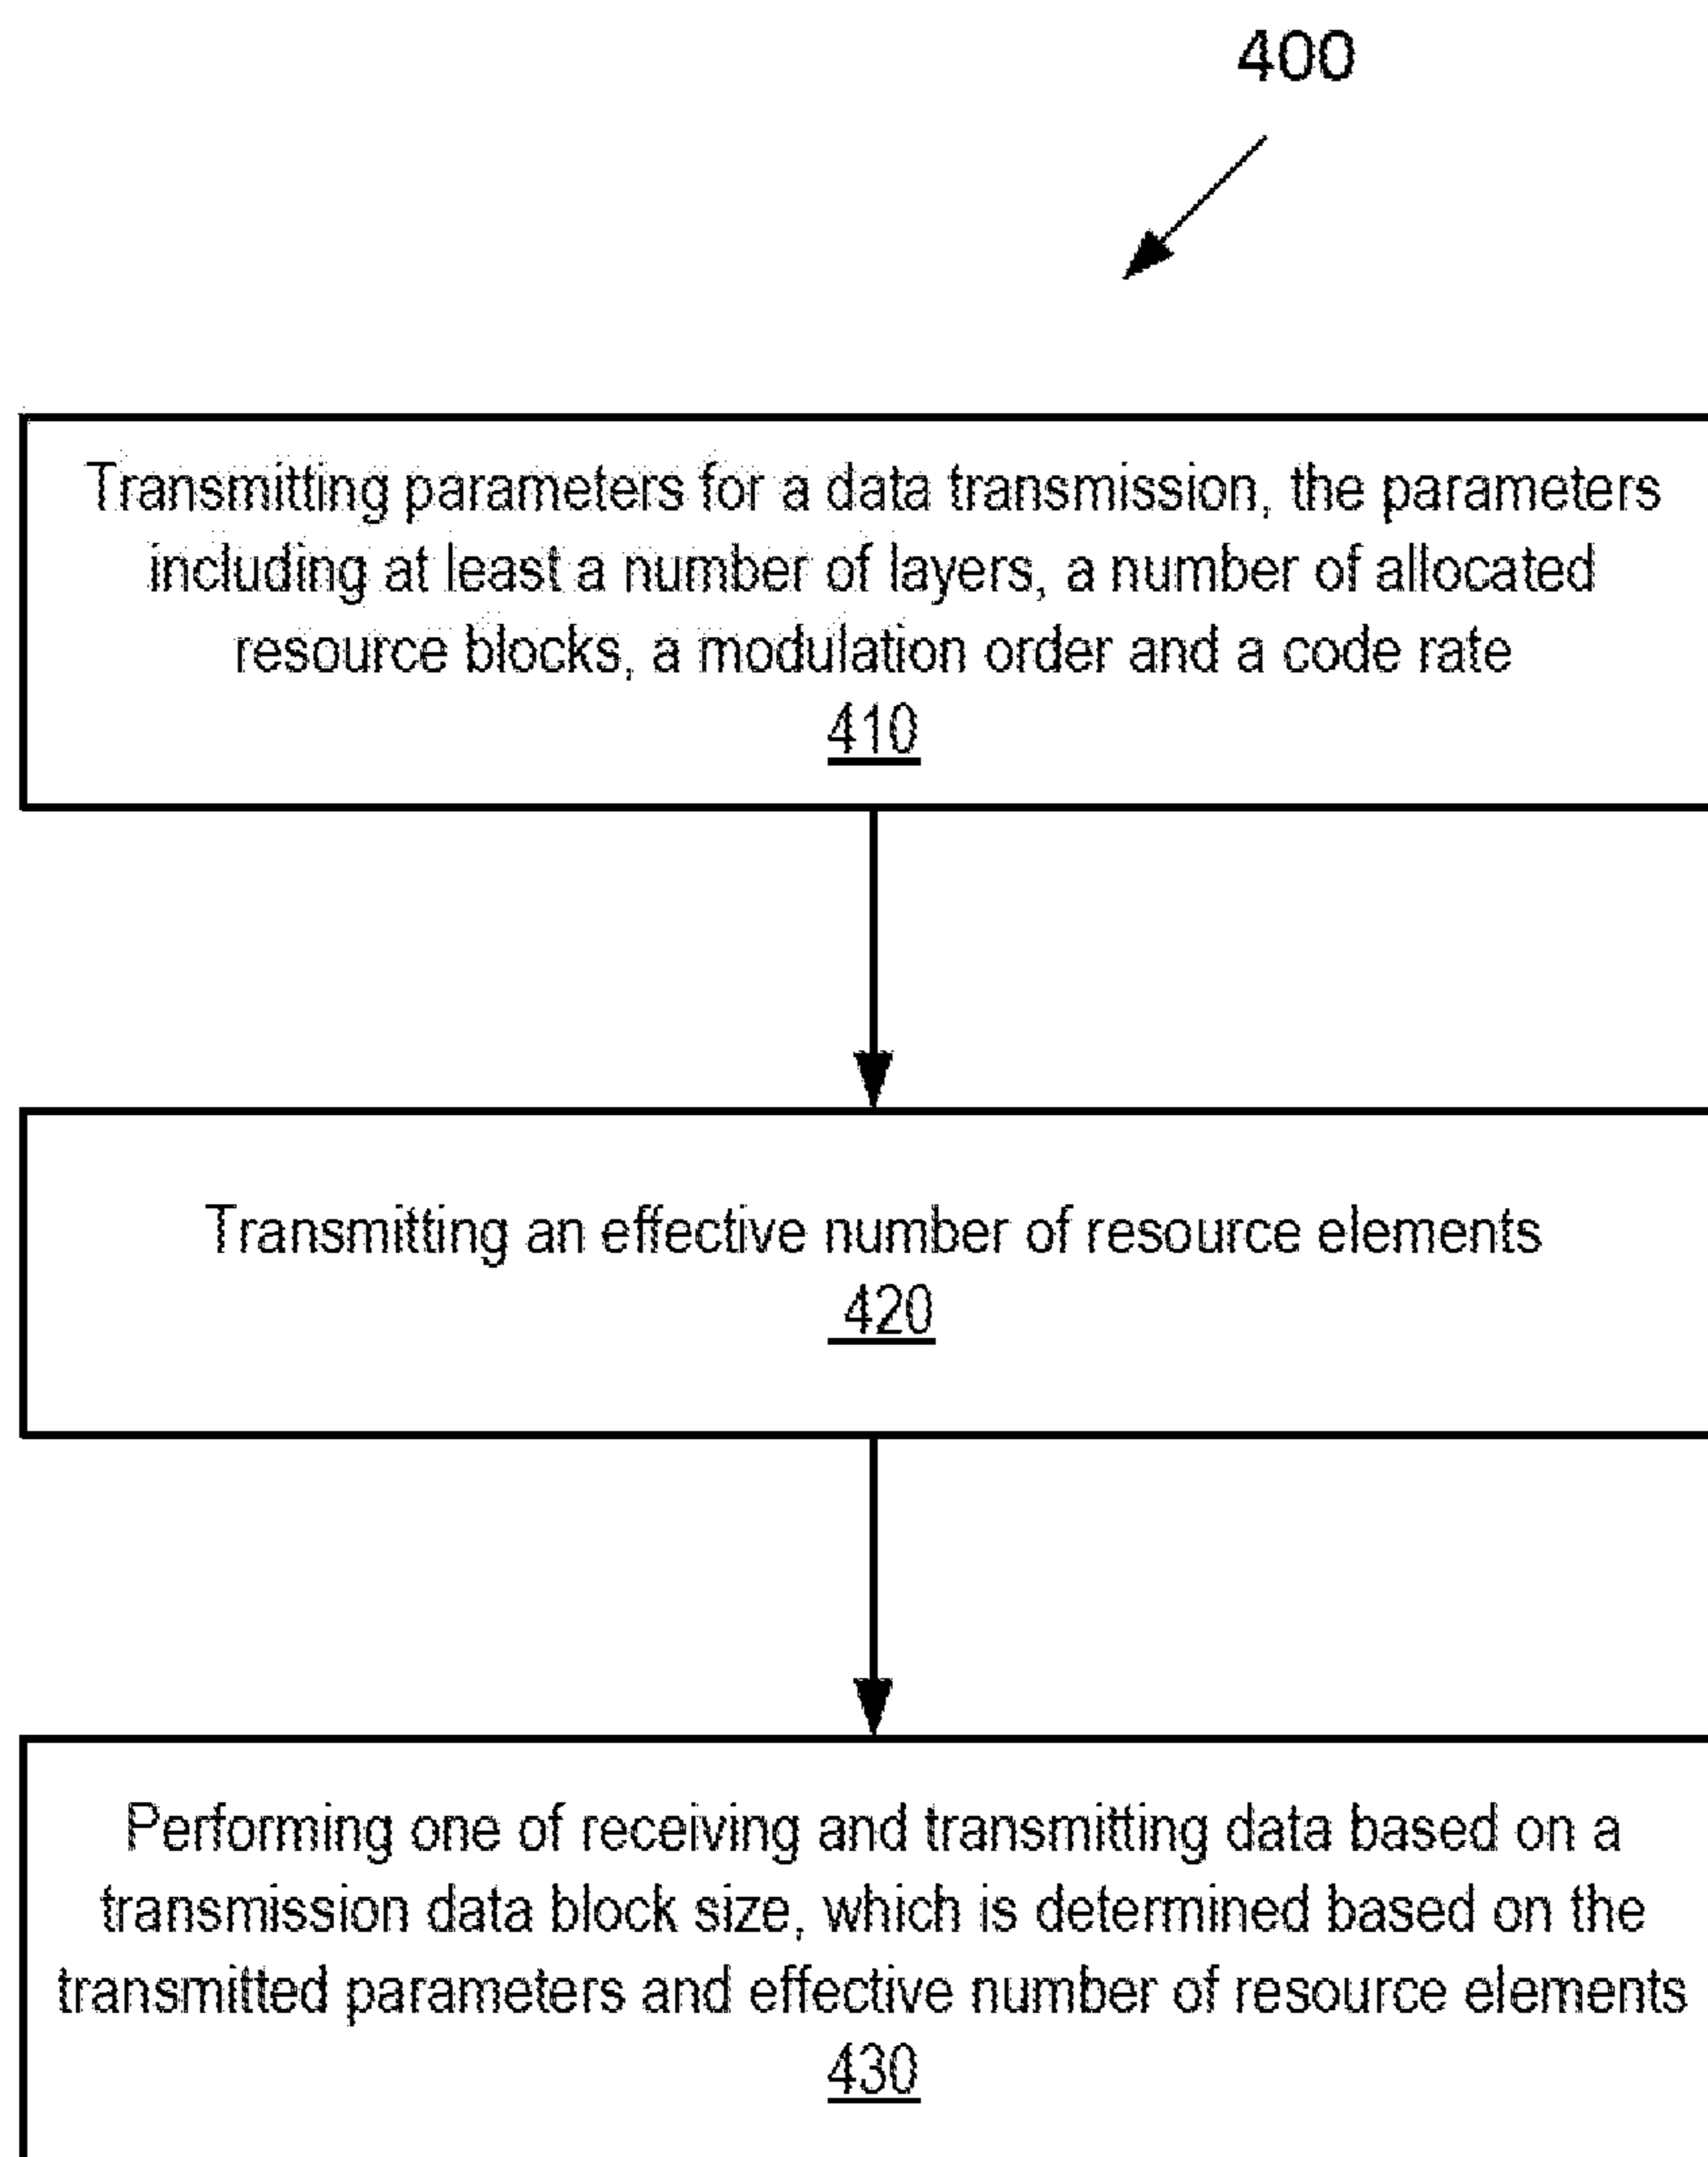 400
Transmitting parameters for a data transmission, the parameters
including at least a number of layers, a number of allocated
resource blocks, a modulation order and a code rate
410
Transmitting an effective number of resource elements
420
Performing one of receiving and transmitting data based on a
transmission data block size, which is determined based on the
transmitted parameters and effective number of resource elements
430